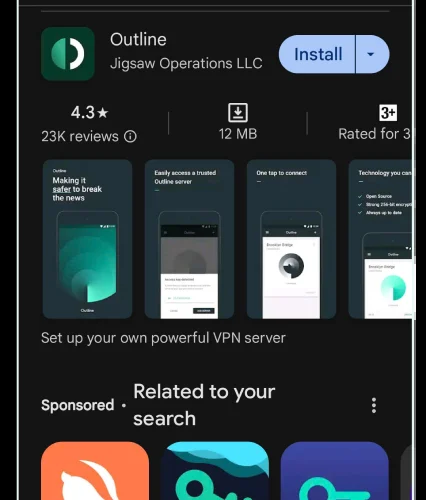 Outline
Jigsaw Operations LLC
Install
4.3★
23K reviews
12 MB
3+
Rated for 3
Outline
Making it
safer to break
the news
Outline
Easily access a trusted
Outline server
One tap to connect
Technology you can
Open Source
Strong 256-bit encrypt
Always up to date
Set up your own powerful VPN server
Sponsored · Related to your
search